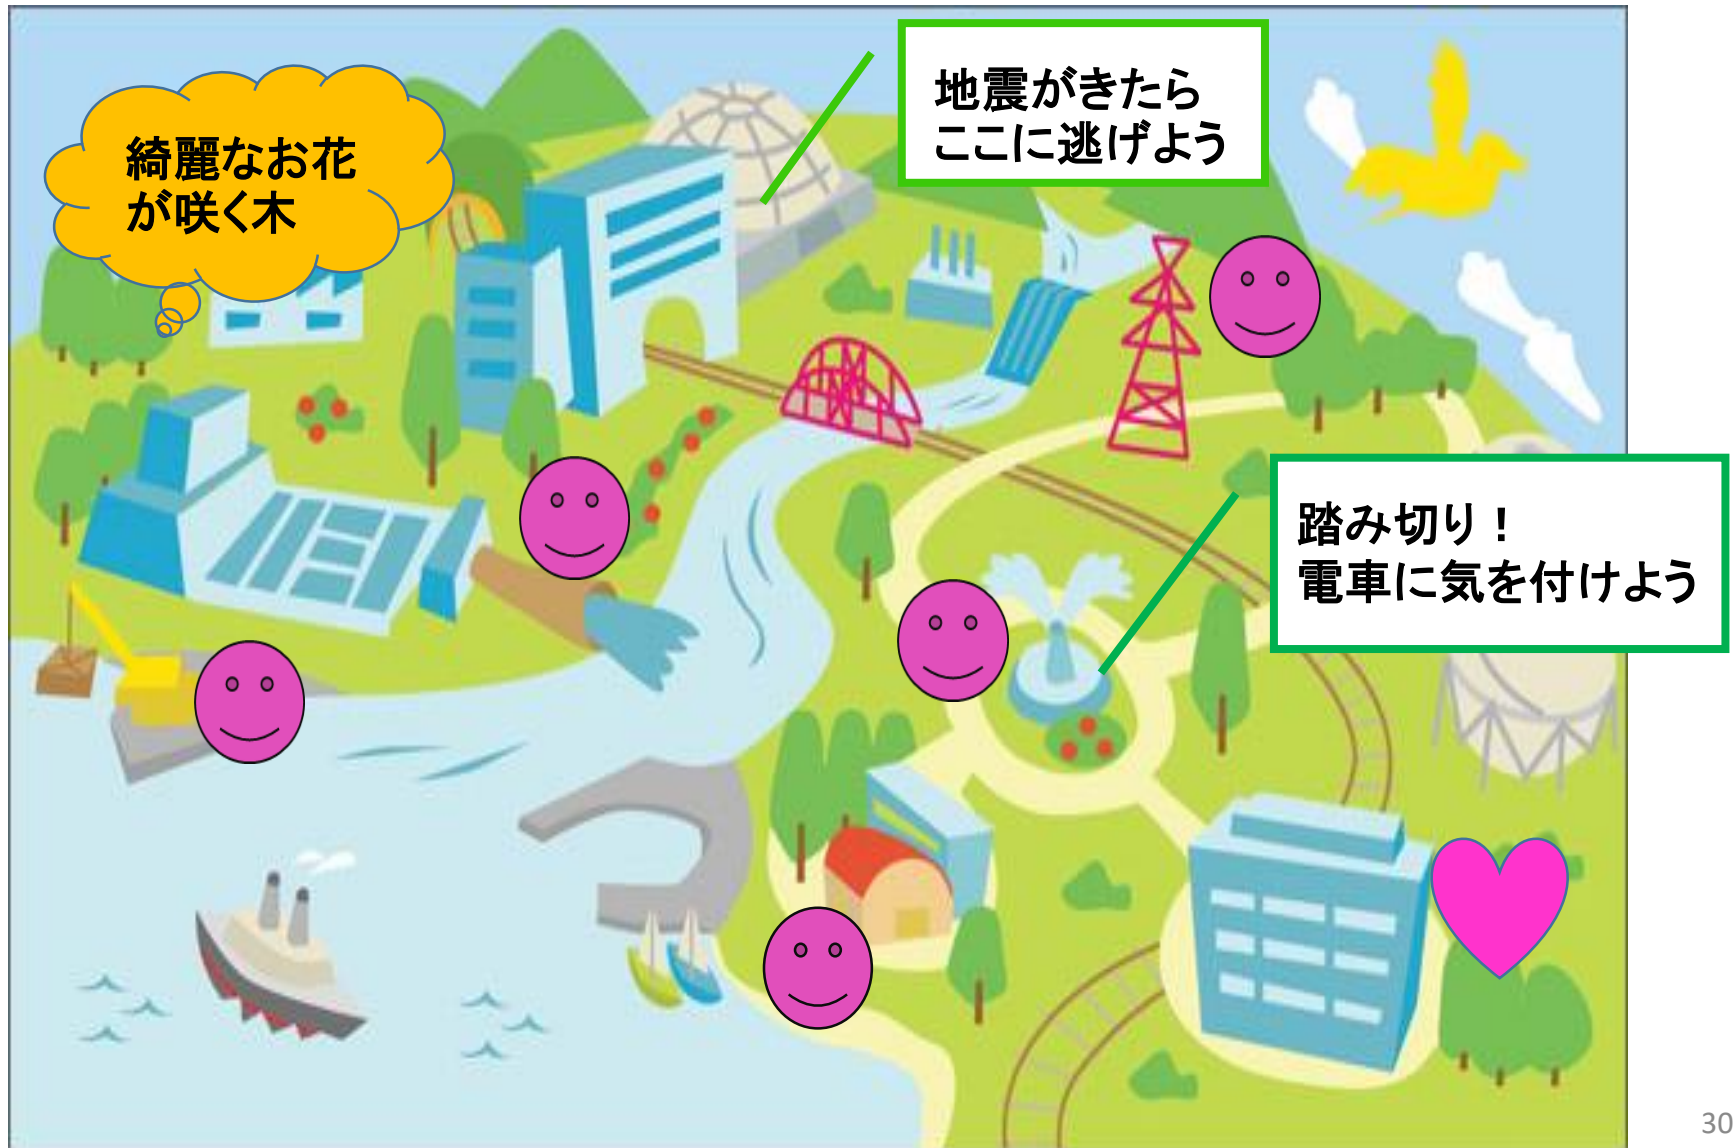 綺麗なお花
が咲く木
地震がきたら
ここに逃げよう
踏み切り！
電車に気を付けよう
30